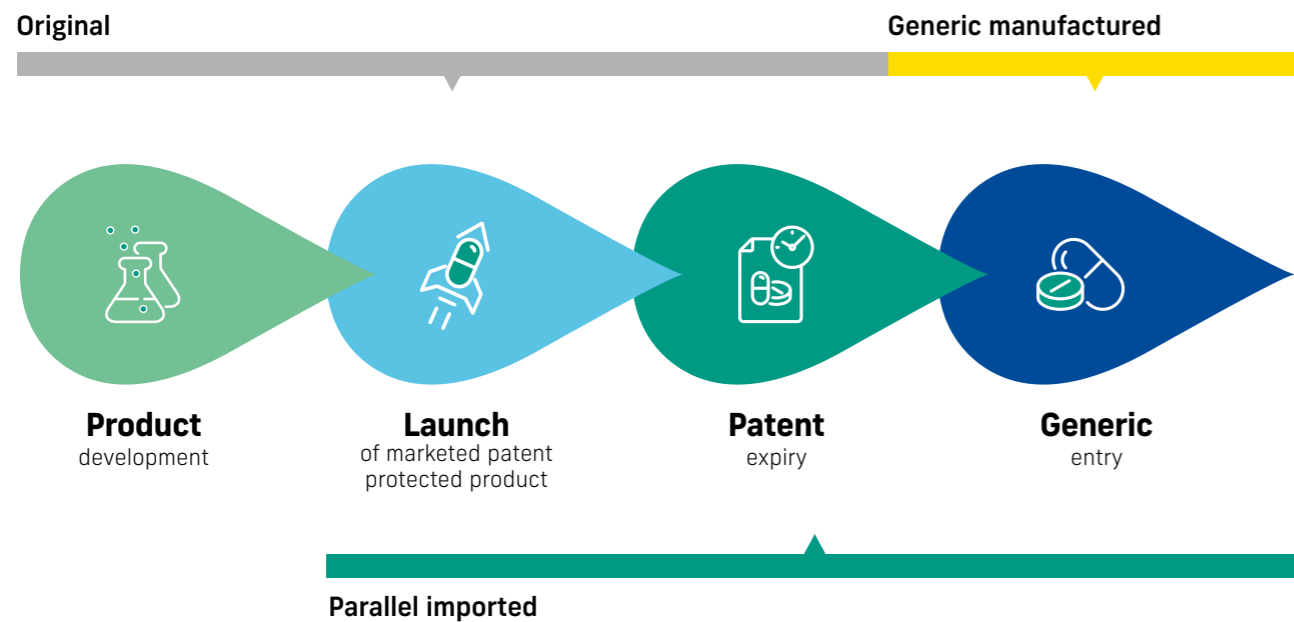 Original
Generic manufactured
Product
development
Launch
of marketed patent
protected product
Patent
expiry
Generic
entry
Parallel imported